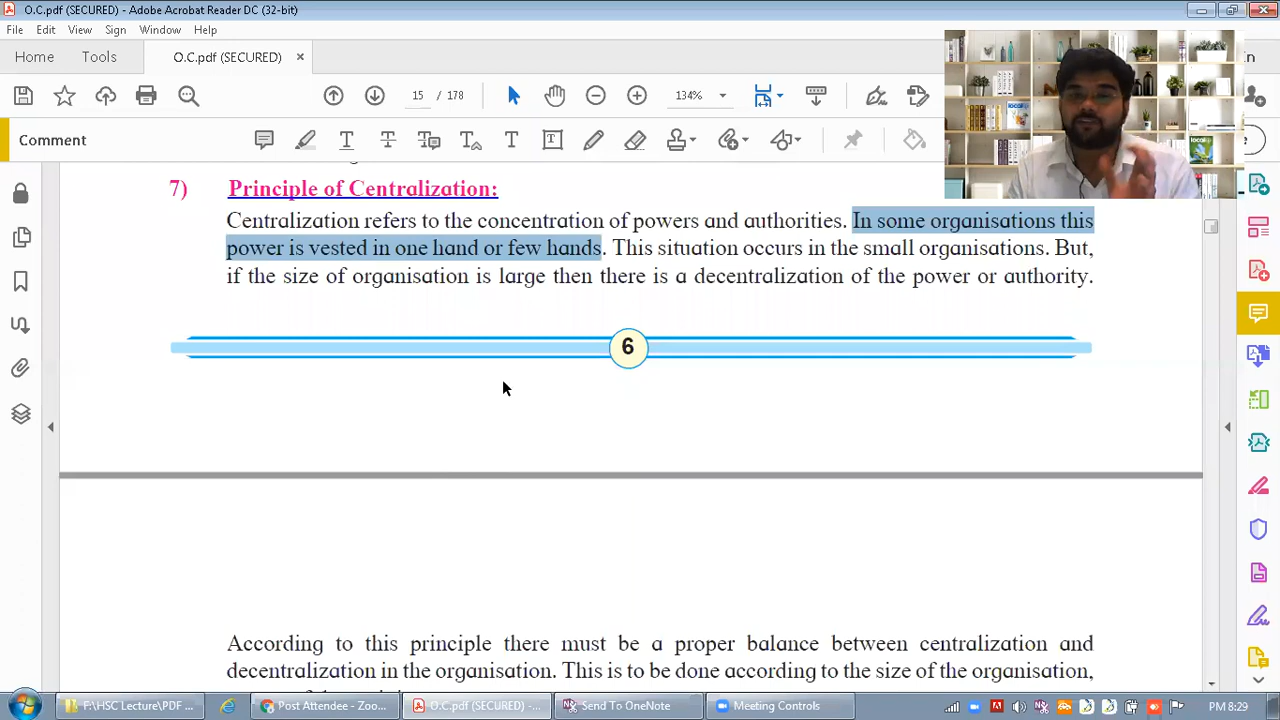 O.C.pdf (SECURED) - Adobe Acrobat Reader DC (32-bit)
File Edit View Sign Window Help
Home Tools O.C.pdf (SECURED) ×
15 / 178 134%
Comment
7) Principle of Centralization:
Centralization refers to the concentration of powers and authorities. In some organisations this
power is vested in one hand or few hands. This situation occurs in the small organisations. But,
if the size of organisation is large then there is a decentralization of the power or authority.
6
According to this principle there must be a proper balance between centralization and
decentralization in the organisation. This is to be done according to the size of the organisation,
F:\HSC Lecture\PDF ... Post Attendee - Zoo... O.C.pdf (SECURED) -... Send To OneNote Meeting Controls PM 8:29